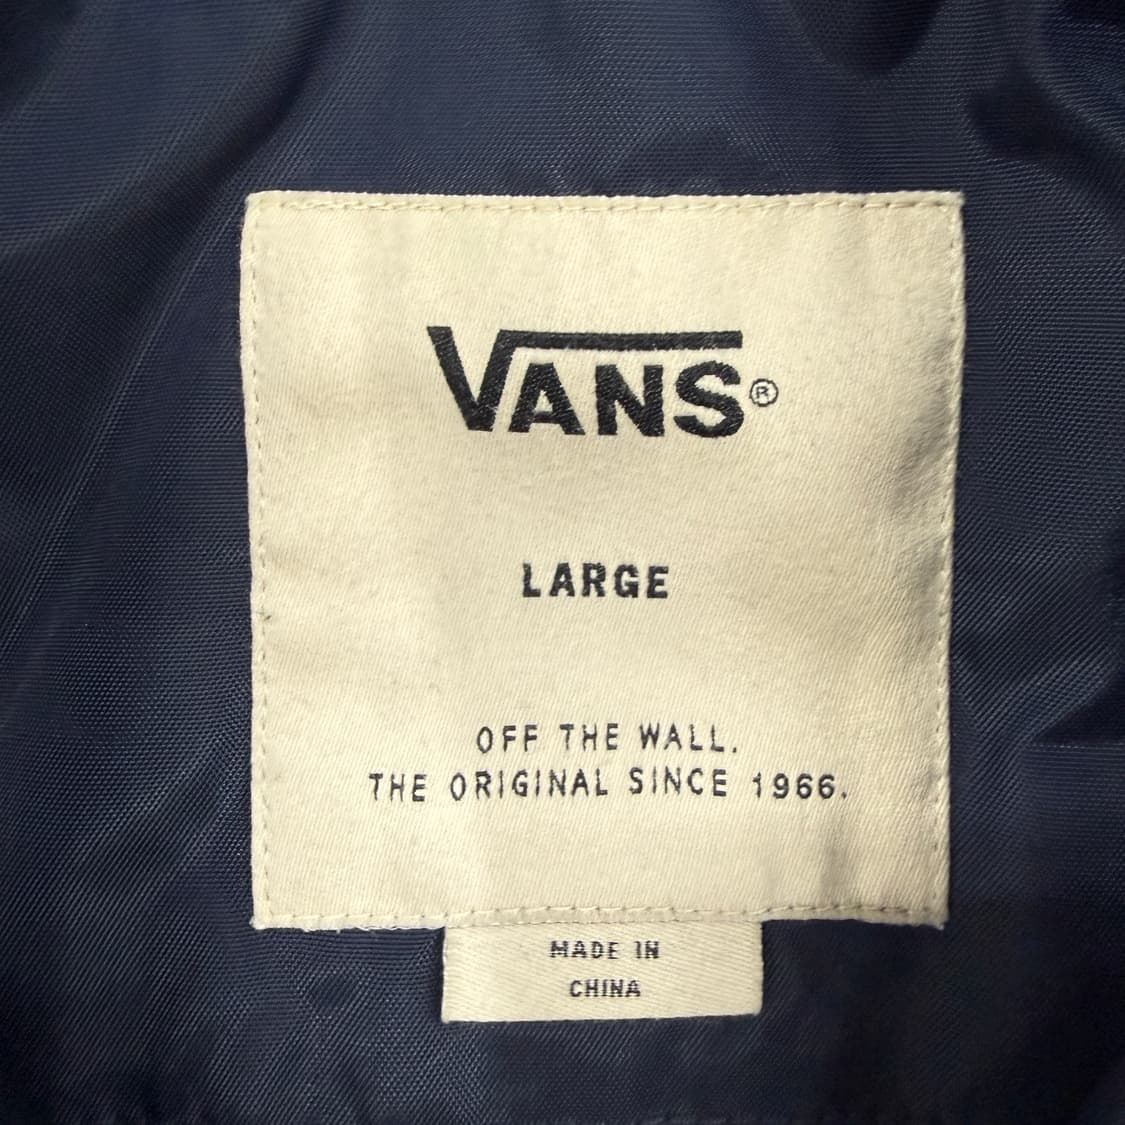 VANS®
LARGE
OFF THE WALL.
THE ORIGINAL SINCE 1966.
MADE IN
CHINA